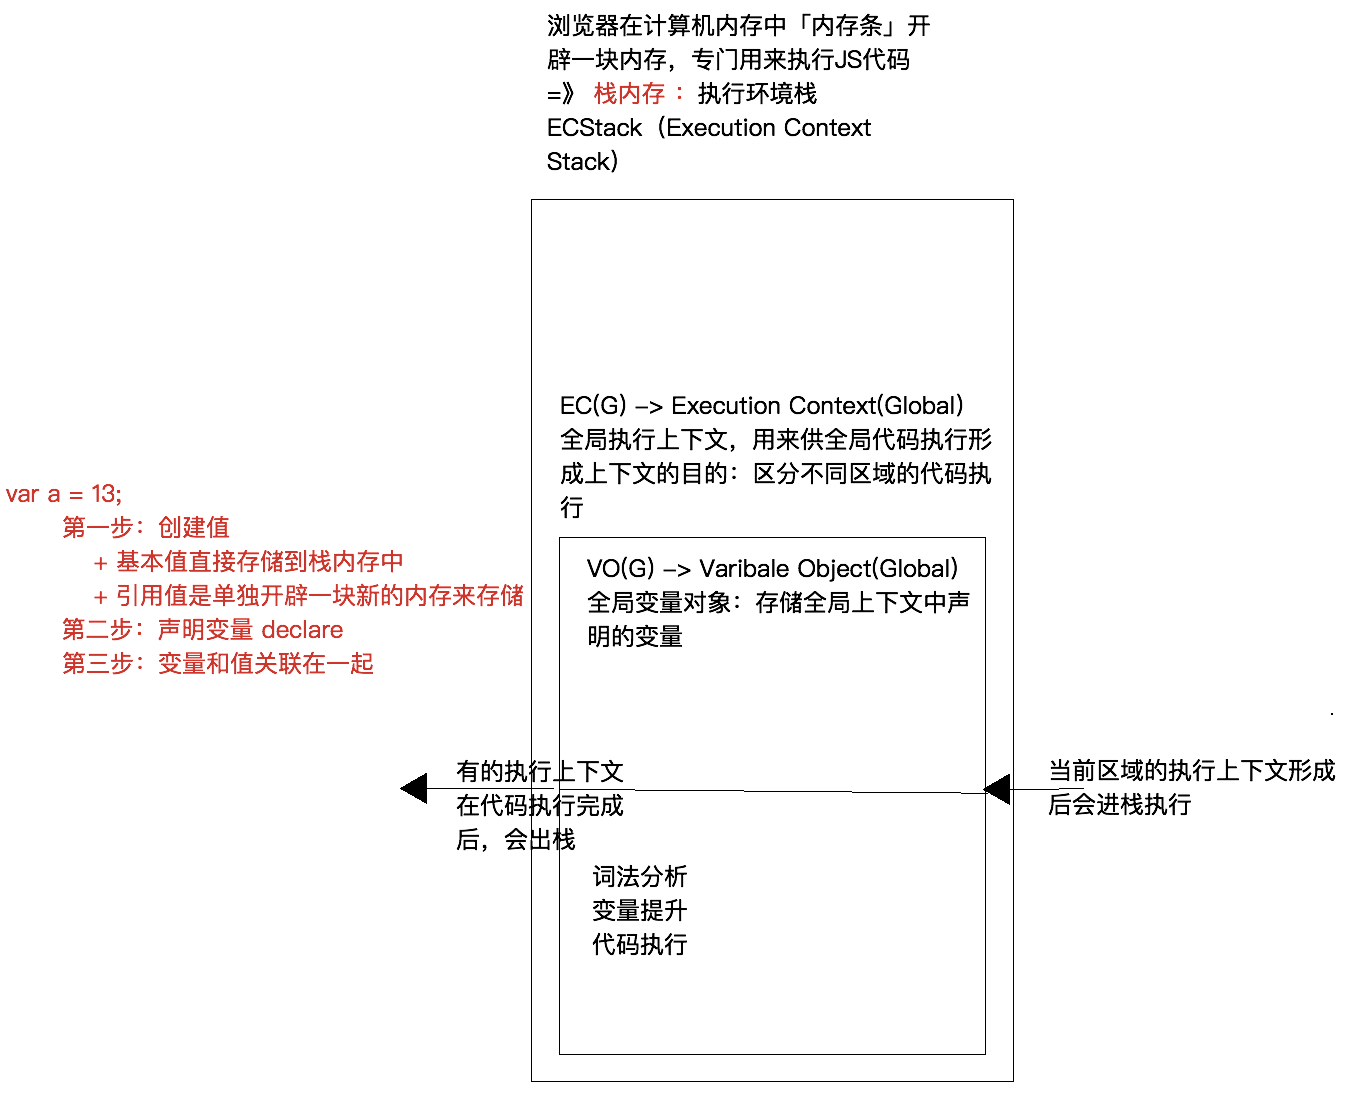 浏览器在计算机内存中「内存条」开
辟一块内存，专门用来执行JS代码
=》 栈内存 ： 执行环境栈
ECStack（Execution Context
Stack）
EC(G) -> Execution Context(Global)
全局执行上下文，用来供全局代码执行形
成上下文的目的：区分不同区域的代码执
行
var a = 13;
第一步：创建值
+ 基本值直接存储到栈内存中
+ 引用值是单独开辟一块新的内存来存储
第二步：声明变量 declare
第三步：变量和值关联在一起
VO(G) -> Varibale Object(Global)
全局变量对象：存储全局上下文中声
明的变量
有的执行上下文
在代码执行完成
后，会出栈
当前区域的执行上下文形成
后会进栈执行
词法分析
变量提升
代码执行